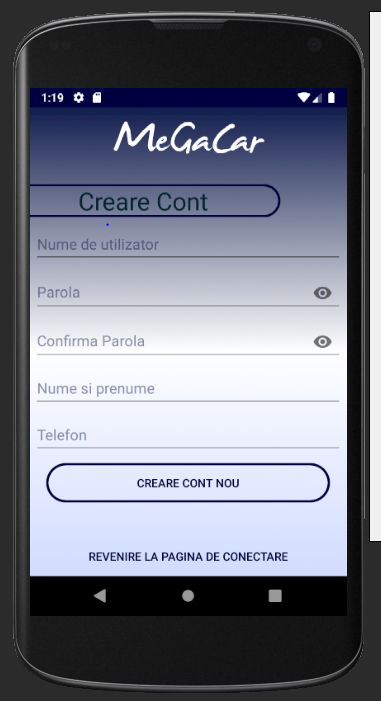 1:19
MeGaCar
Creare Cont
Nume de utilizator
Parola
Confirma Parola
Nume si prenume
Telefon
CREARE CONT NOU
REVENIRE LA PAGINA DE CONECTARE